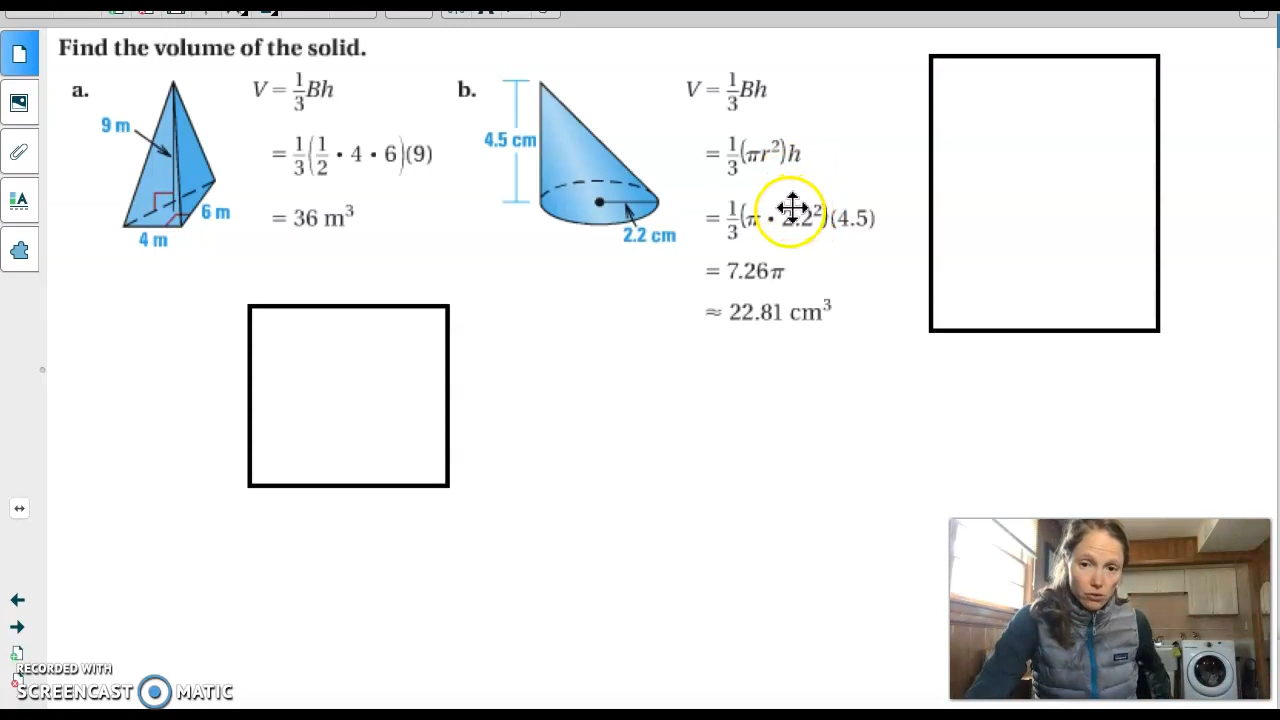 Find the volume of the solid.
a.
9 m
6 m
4 m
V = 1/3 Bh
= 1/3 (1/2 • 4 • 6)(9)
= 36 m³
b.
4.5 cm
2.2 cm
V = 1/3 Bh
= 1/3 (πr²)h
= 1/3 (π • 2.2²)(4.5)
= 7.26π
≈ 22.81 cm³
RECORDED WITH
SCREENCAST MATIC